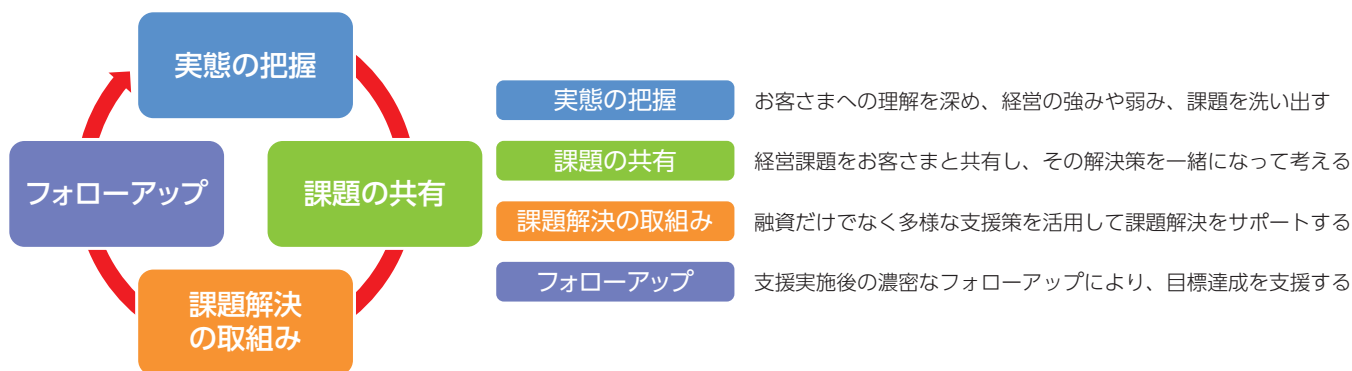 実態の把握
フォローアップ
課題の共有
課題解決
の取組み
実態の把握
お客さまへの理解を深め、経営の強みや弱み、課題を洗い出す
課題の共有
経営課題をお客さまと共有し、その解決策を一緒になって考える
課題解決の取組み
融資だけでなく多様な支援策を活用して課題解決をサポートする
フォローアップ
支援実施後の濃密なフォローアップにより、目標達成を支援する